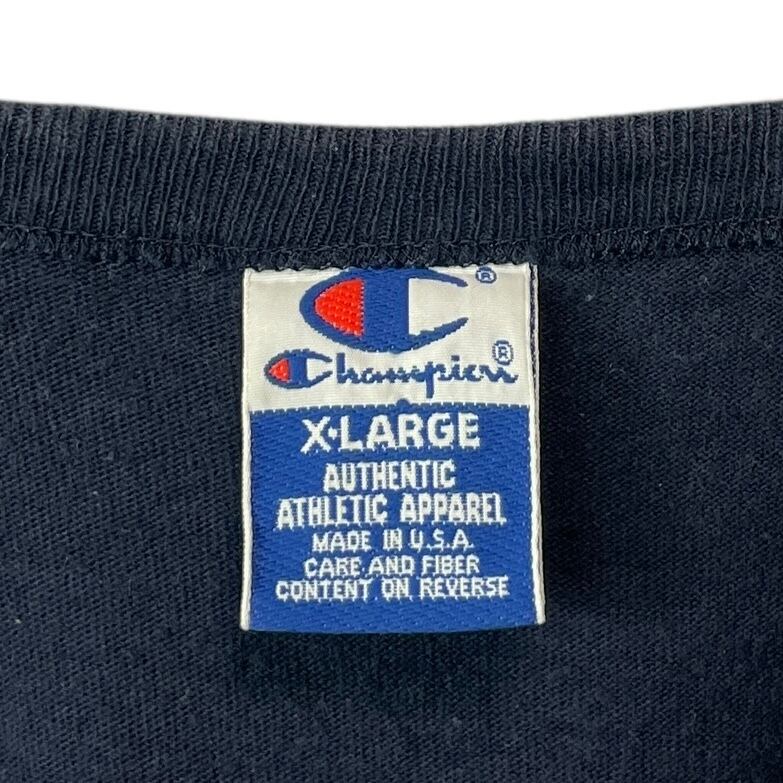 ®
Champion®
X·LARGE
AUTHENTIC
ATHLETIC APPAREL
MADE IN U.S.A.
CARE AND FIBER
CONTENT ON REVERSE